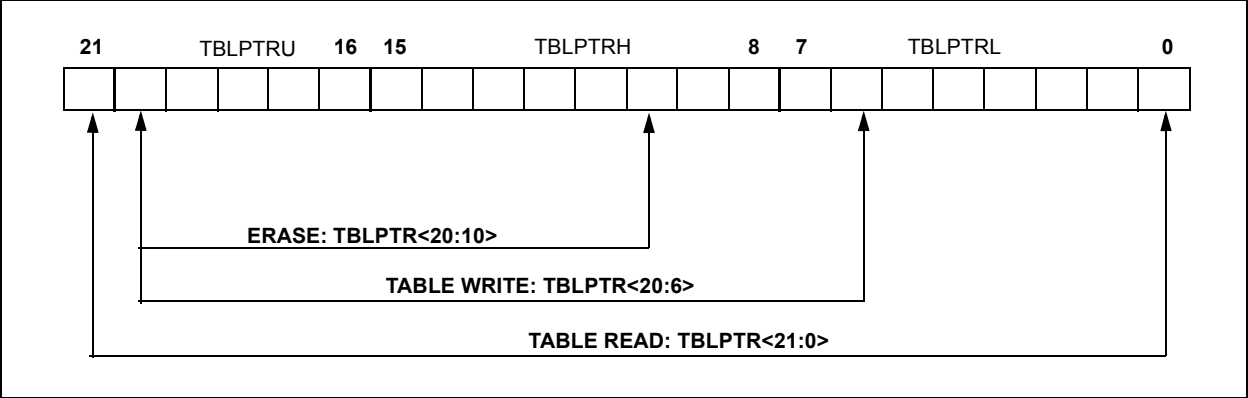 21 TBLPTRU 16 15 TBLPTRH 8 7 TBLPTRL 0
ERASE: TBLPTR<20:10>
TABLE WRITE: TBLPTR<20:6>
TABLE READ: TBLPTR<21:0>